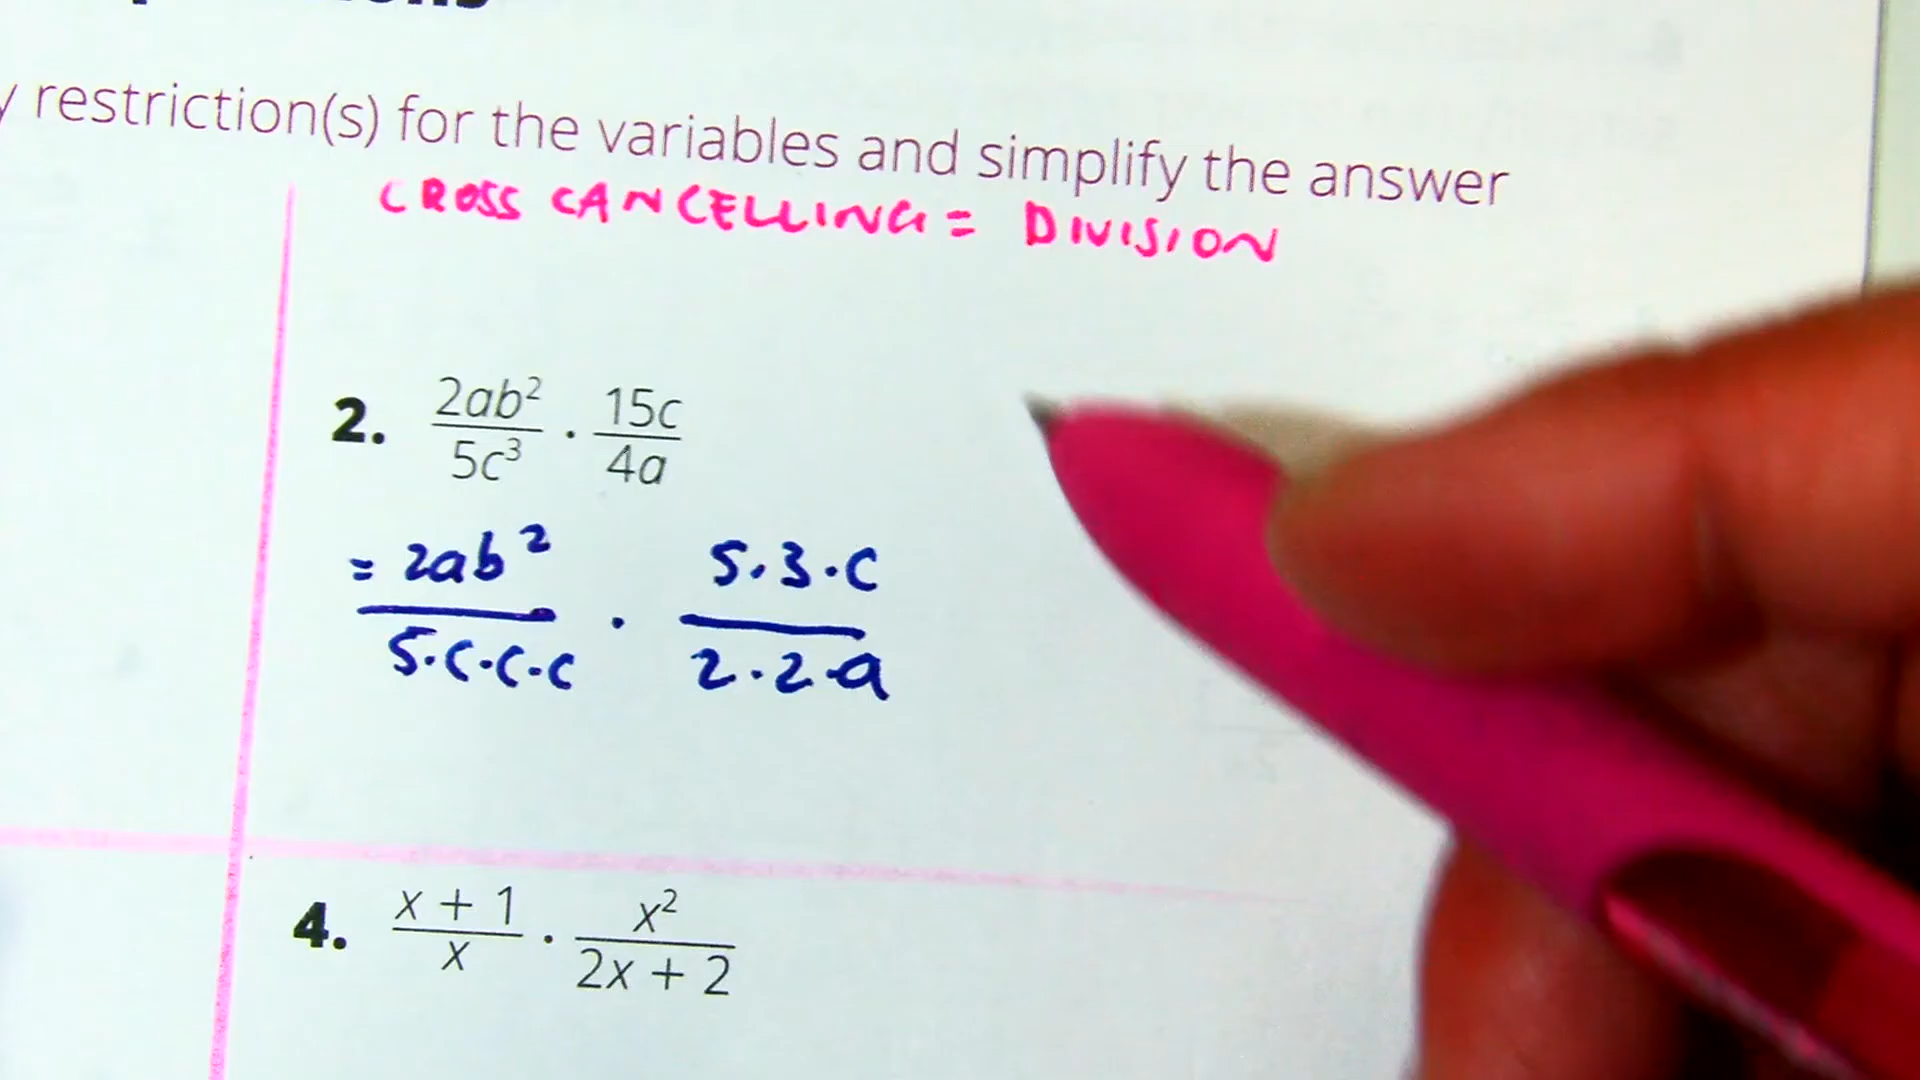 restriction(s) for the variables and simplify the answer
CROSS CANCELLING = DIVISION
2. 2ab²/5c³ · 15c/4a
= 2ab²/5·c·c·c · 5·3·c/2·2·a
4. x + 1/x · x²/2x + 2